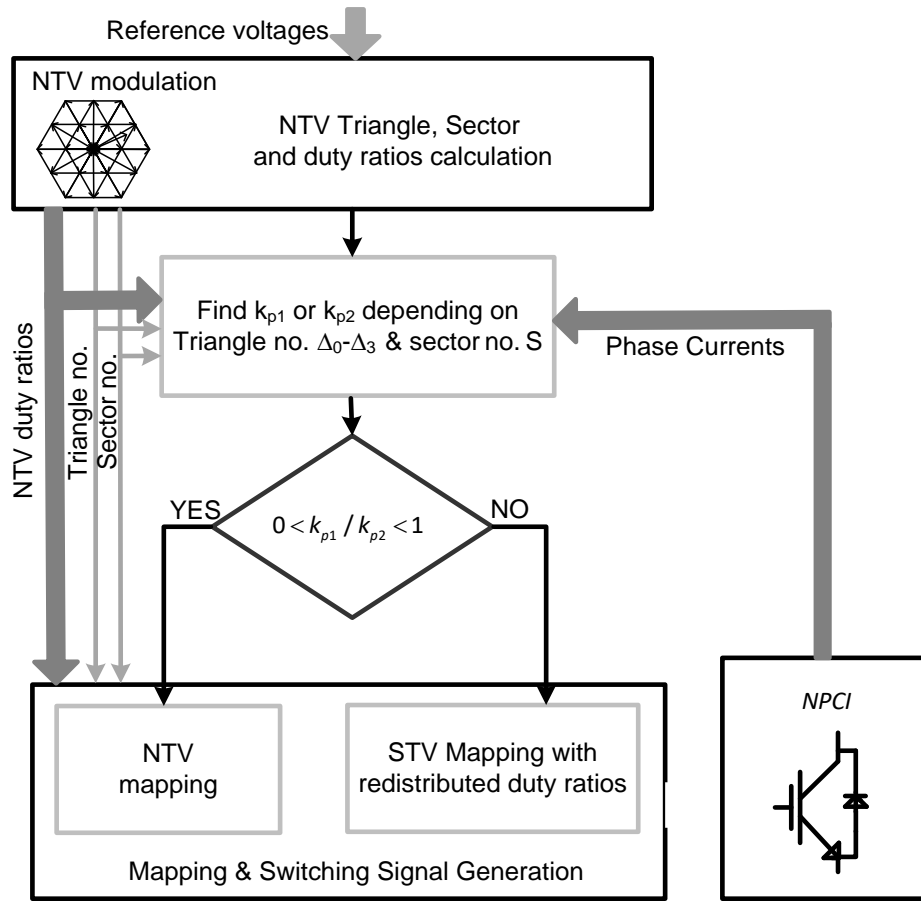 Reference voltages
NTV modulation
NTV Triangle, Sector
and duty ratios calculation
Find kp1 or kp2 depending on
Triangle no. Δ0-Δ3 & sector no. S
Phase Currents
NTV duty ratios
Triangle no.
Sector no.
YES
NO
0 < kp1 / kp2 < 1
NPCI
NTV
mapping
STV Mapping with
redistributed duty ratios
Mapping & Switching Signal Generation